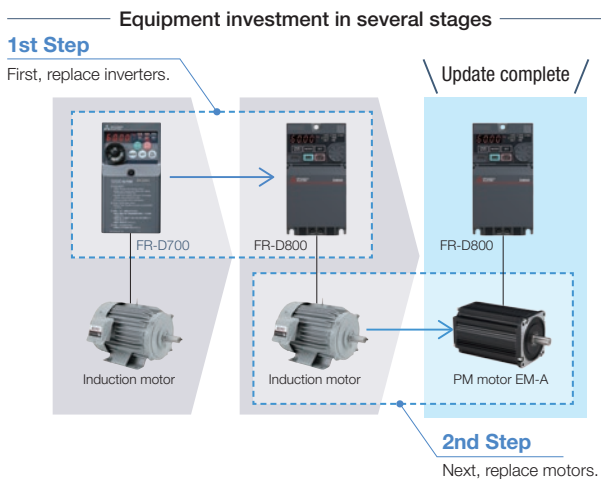 Equipment investment in several stages
1st Step
First, replace inverters.
Update complete
FR-D700
FR-D800
FR-D800
Induction motor
Induction motor
PM motor EM-A
2nd Step
Next, replace motors.